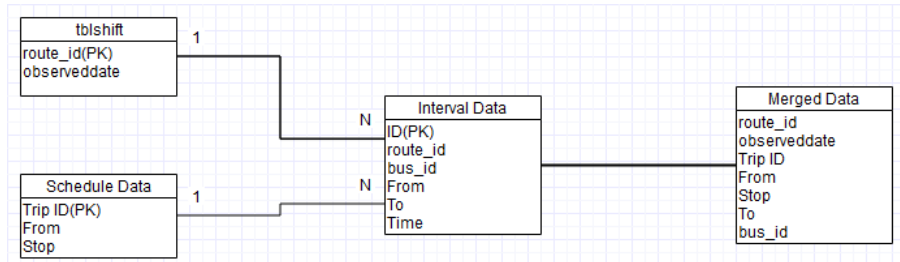 tblshift
route_id(PK)
observeddate
1
Schedule Data
Trip ID(PK)
From
Stop
1
N
N
Interval Data
ID(PK)
route_id
bus_id
From
To
Time
Merged Data
route_id
observeddate
Trip ID
From
Stop
To
bus_id